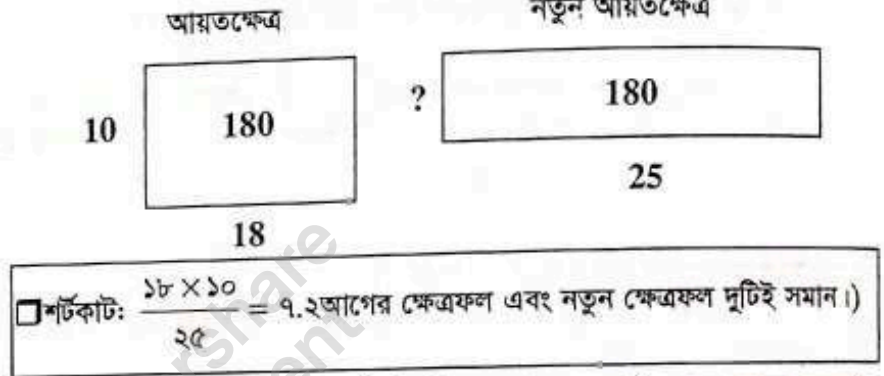 আয়তক্ষেত্র
নতুন আয়তক্ষেত্র
10
180
?
180
18
25
শর্টকাটঃ ১৮ × ১০ / ২৫ = ৭.২আগের ক্ষেত্রফল এবং নতুন ক্ষেত্রফল দুটিই সমান।)